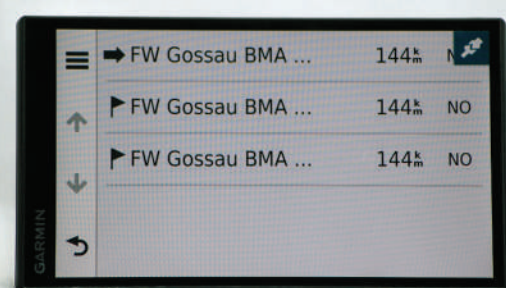 FW Gossau BMA ... 144 km N
FW Gossau BMA ... 144 km NO
FW Gossau BMA ... 144 km NO
GARMIN